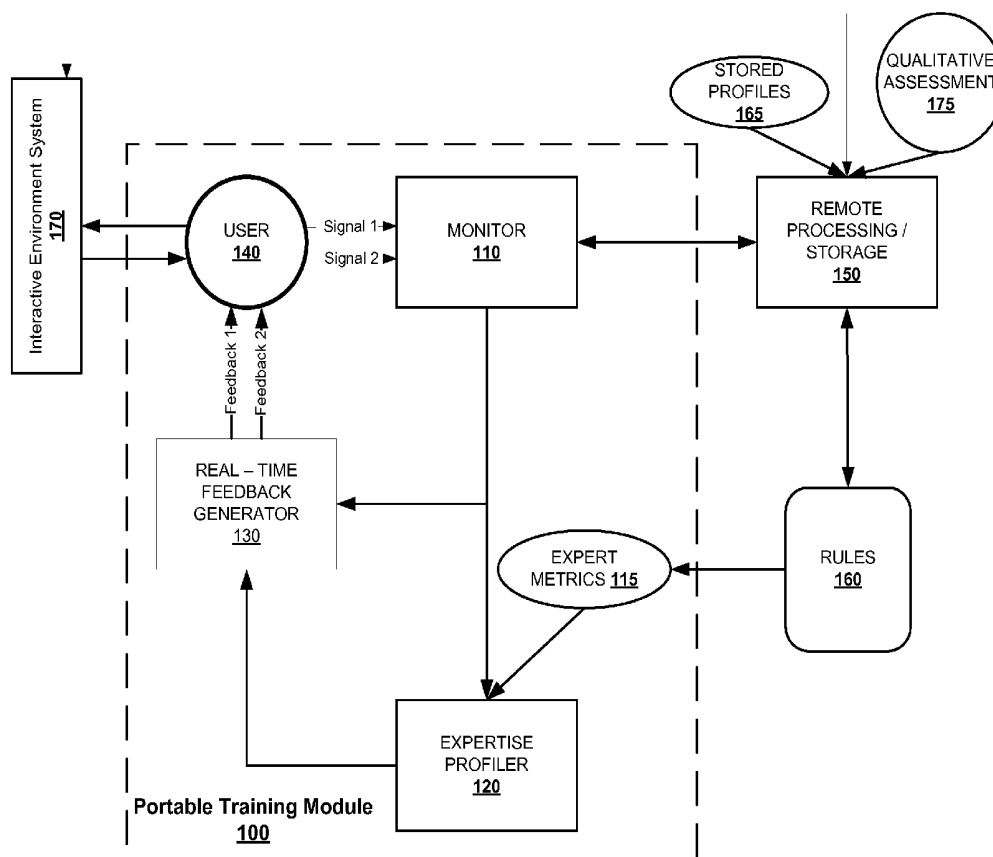 QUALITATIVE
ASSESSMENT
175
STORED
PROFILES
165
Interactive Environment System
170
USER
140
Signal 1
Signal 2
MONITOR
110
REMOTE
PROCESSING /
STORAGE
150
Feedback 1
Feedback 2
REAL – TIME
FEEDBACK
GENERATOR
130
EXPERT
METRICS 115
RULES
160
EXPERTISE
PROFILER
120
Portable Training Module
100